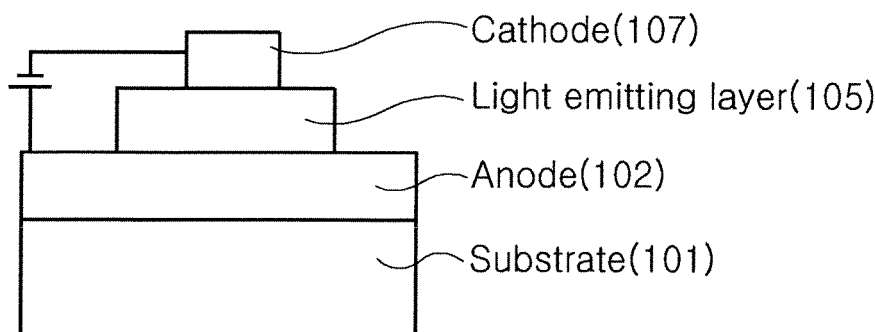 Cathode(107)
Light emitting layer(105)
Anode(102)
Substrate(101)